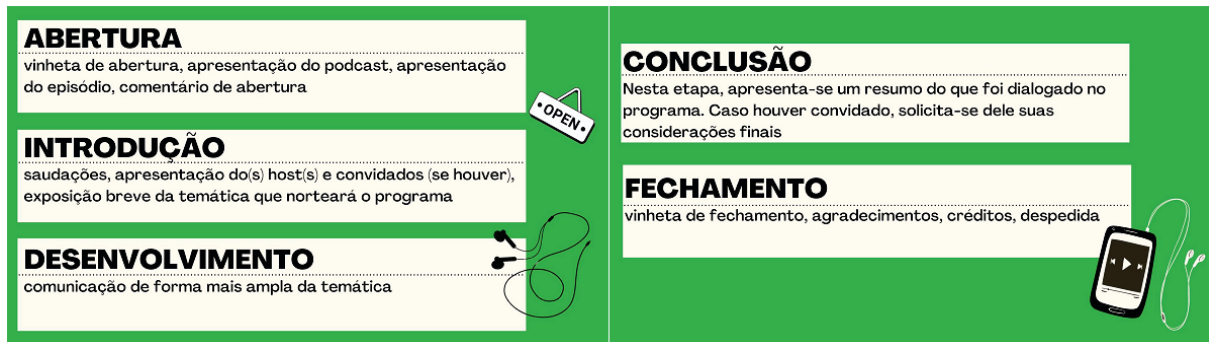 ABERTURA
vinheta de abertura, apresentação do podcast, apresentação
do episódio, comentário de abertura
•OPEN•
INTRODUÇÃO
saudações, apresentação do(s) host(s) e convidados (se houver),
exposição breve da temática que norteará o programa
DESENVOLVIMENTO
comunicação de forma mais ampla da temática
CONCLUSÃO
Nesta etapa, apresenta-se um resumo do que foi dialogado no
programa. Caso houver convidado, solicita-se dele suas
considerações finais
FECHAMENTO
vinheta de fechamento, agradecimentos, créditos, despedida